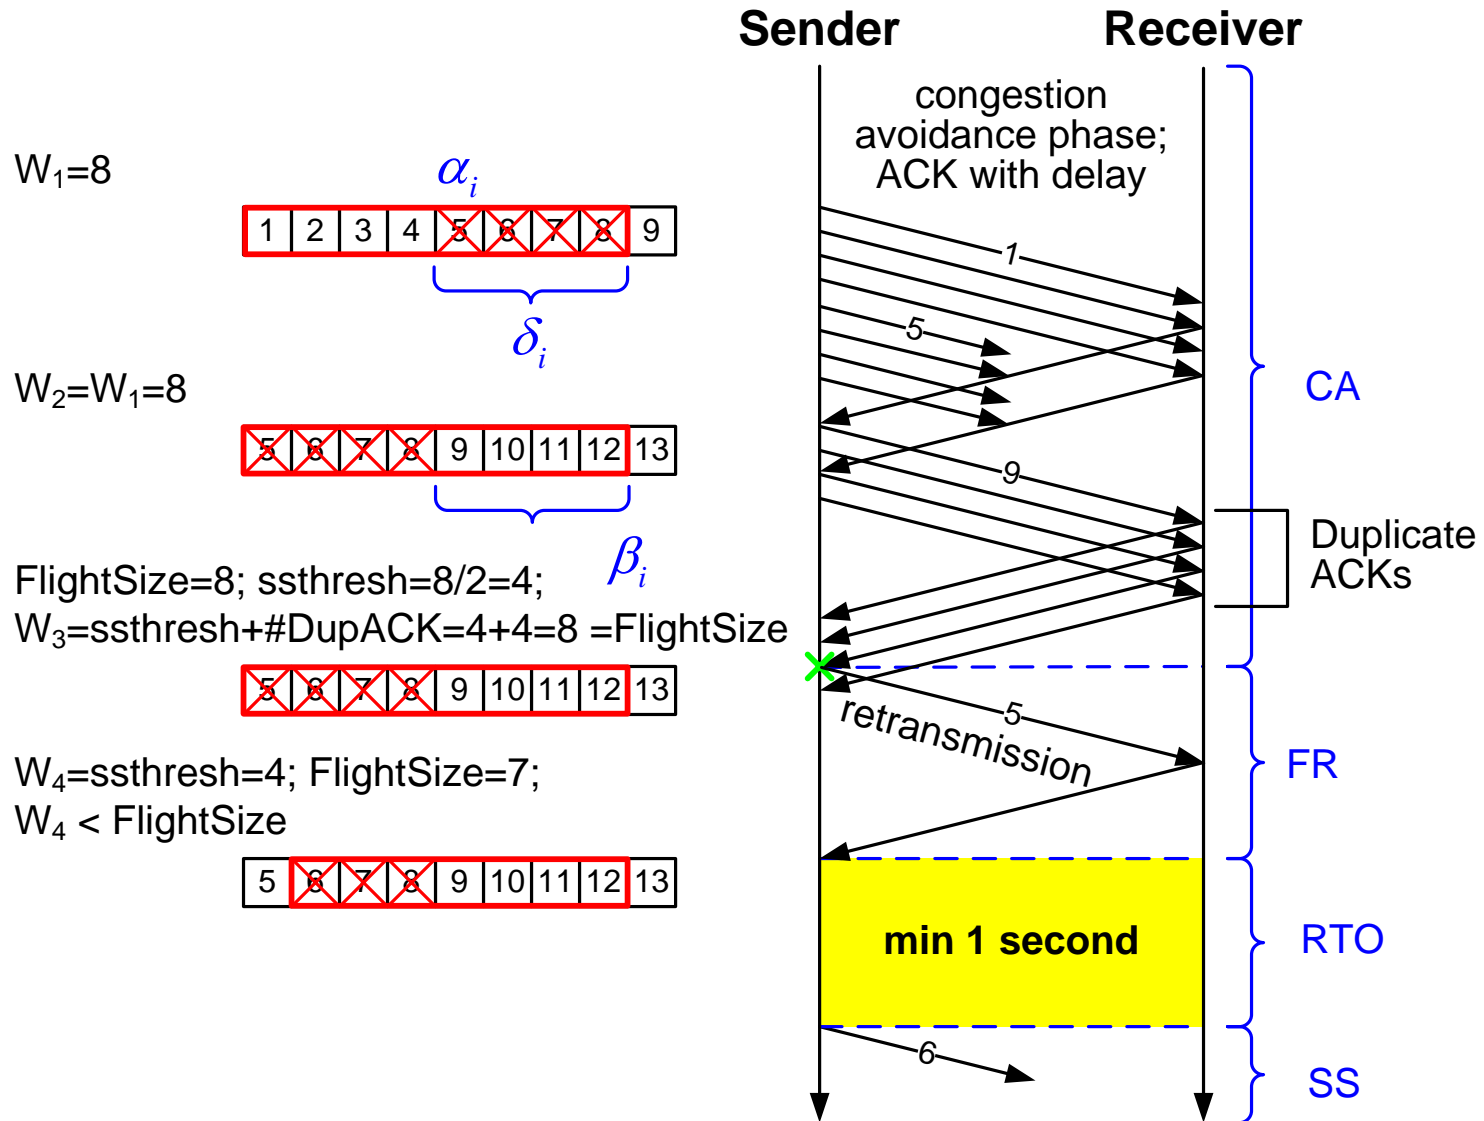 Sender
Receiver
congestion
avoidance phase;
ACK with delay
W₁=8
αᵢ
1 2 3 4 5 6 7 8 9
δᵢ
1
5
CA
W₂=W₁=8
5 6 7 8 9 10 11 12 13
βᵢ
9
Duplicate
ACKs
FlightSize=8; ssthresh=8/2=4;
W₃=ssthresh+#DupACK=4+4=8 =FlightSize
5 6 7 8 9 10 11 12 13
5
retransmission
FR
W₄=ssthresh=4; FlightSize=7;
W₄ < FlightSize
5 6 7 8 9 10 11 12 13
min 1 second
RTO
6
SS